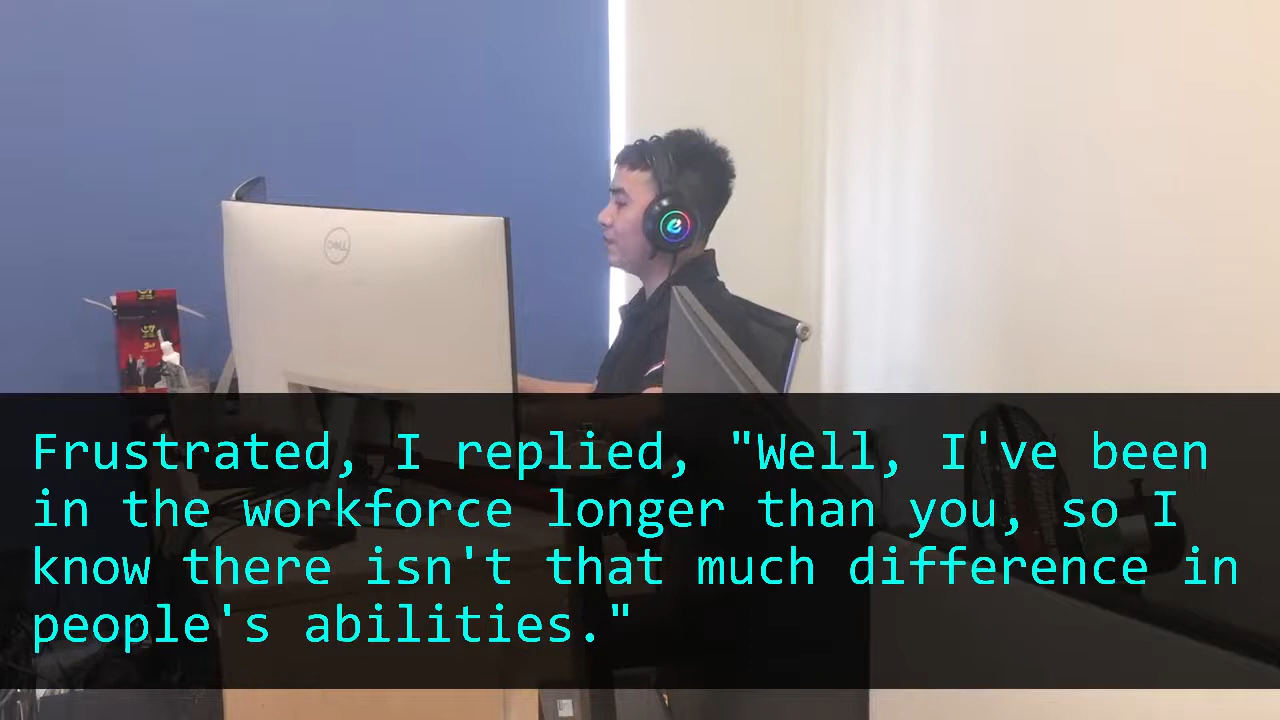 DELL
G7
Frustrated, I replied, "Well, I've been
in the workforce longer than you, so I
know there isn't that much difference in
people's abilities."